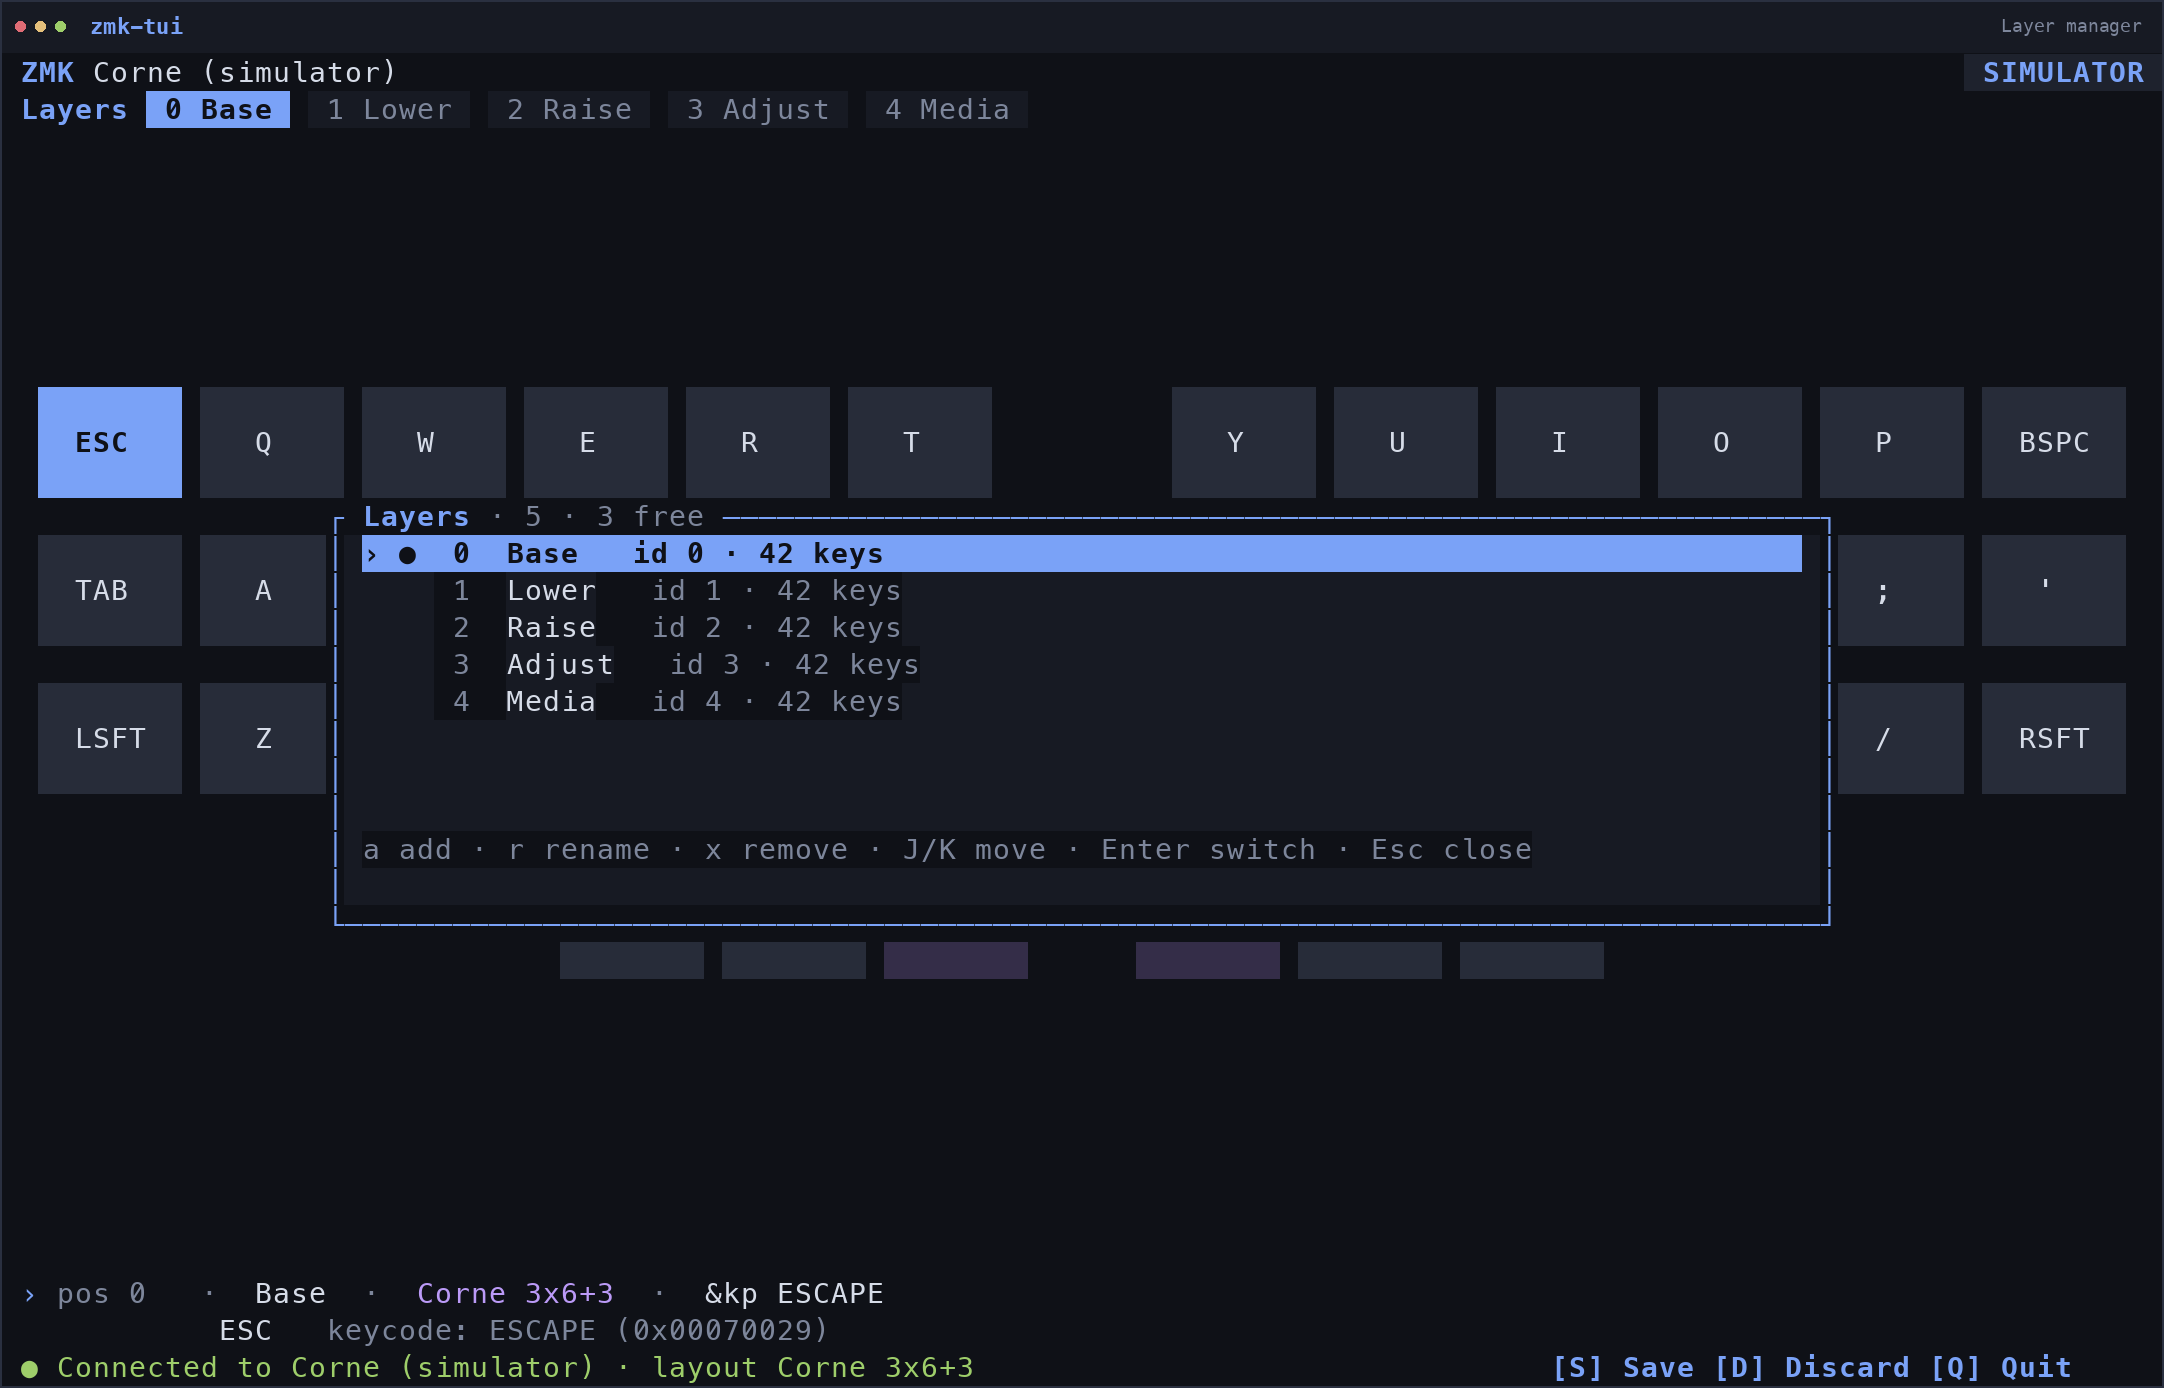 zmk-tui Layer manager
ZMK Corne (simulator) SIMULATOR
Layers 0 Base 1 Lower 2 Raise 3 Adjust 4 Media
ESC Q W E R T Y U I O P BSPC
Layers · 5 · 3 free
› ● 0 Base id 0 · 42 keys
TAB A 1 Lower id 1 · 42 keys ; '
2 Raise id 2 · 42 keys
3 Adjust id 3 · 42 keys
4 Media id 4 · 42 keys
LSFT Z / RSFT
a add · r rename · x remove · J/K move · Enter switch · Esc close
› pos 0 · Base · Corne 3x6+3 · &kp ESCAPE
ESC keycode: ESCAPE (0x00070029)
● Connected to Corne (simulator) · layout Corne 3x6+3 [S] Save [D] Discard [Q] Quit